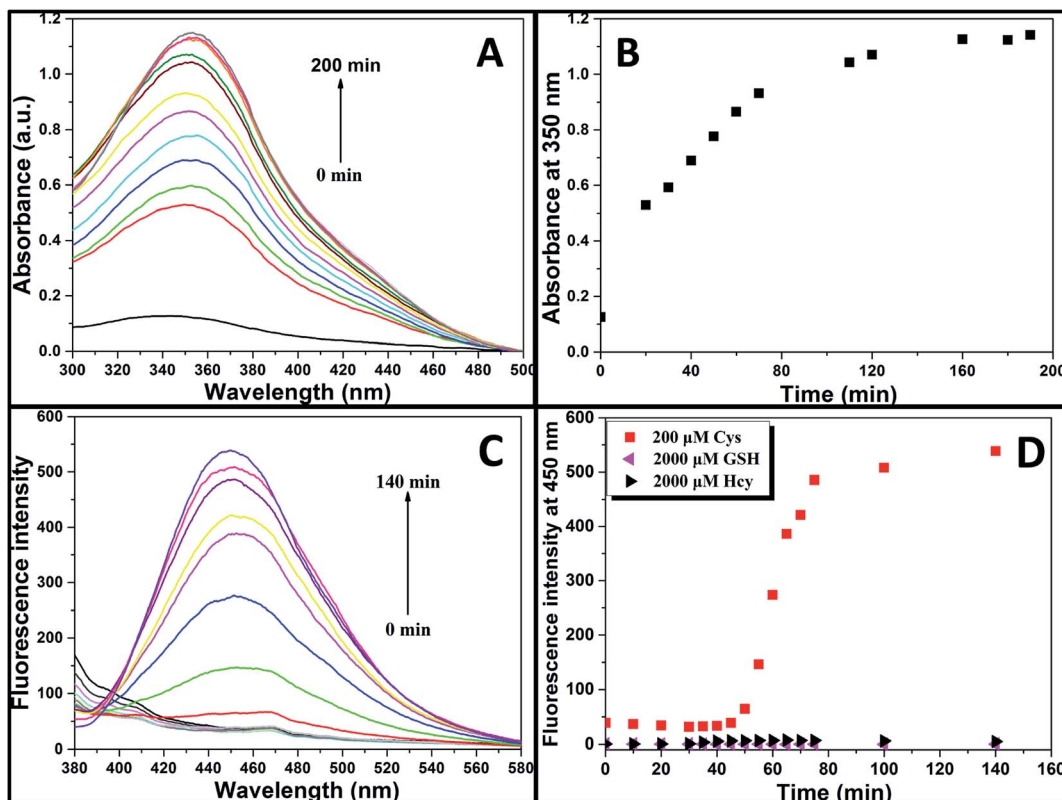 A
200 min
0 min
Absorbance (a.u.)
1.2
1.0
0.8
0.6
0.4
0.2
0.0
300 320 340 360 380 400 420 440 460 480 500
Wavelength (nm)
B
Absorbance at 350 nm
1.2
1.0
0.8
0.6
0.4
0.2
0.0
0 40 80 120 160 200
Time (min)
C
140 min
0 min
Fluorescence intensity
600
500
400
300
200
100
0
380 400 420 440 460 480 500 520 540 560 580
Wavelength (nm)
D
200 µM Cys
2000 µM GSH
2000 µM Hcy
Fluorescence intensity at 450 nm
600
550
500
450
400
350
300
250
200
150
100
50
0
0 20 40 60 80 100 120 140 160
Time (min)